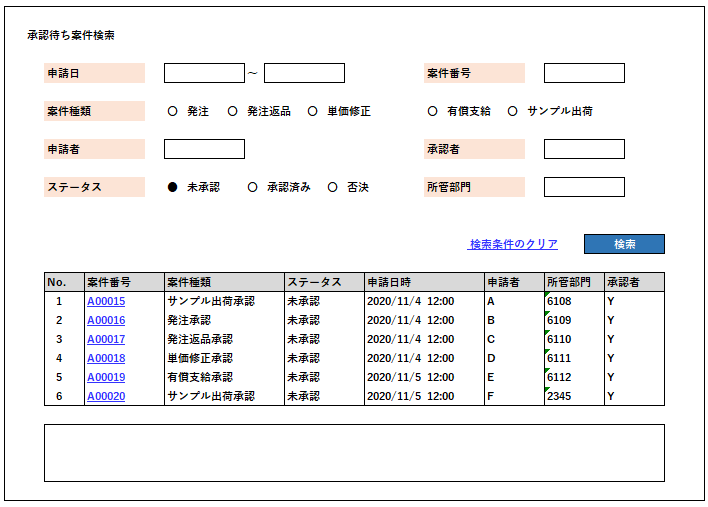 承認待ち案件検索
申請日 ～ 案件番号
案件種類 ○ 発注 ○ 発注返品 ○ 単価修正 ○ 有償支給 ○ サンプル出荷
申請者 承認者
ステータス ● 未承認 ○ 承認済み ○ 否決 所管部門
検索条件のクリア 検索
No. 案件番号 案件種類 ステータス 申請日時 申請者 所管部門 承認者
1 A00015 サンプル出荷承認 未承認 2020/11/4 12:00 A 6108 Y
2 A00016 発注承認 未承認 2020/11/4 12:00 B 6109 Y
3 A00017 発注返品承認 未承認 2020/11/4 12:00 C 6110 Y
4 A00018 単価修正承認 未承認 2020/11/4 12:00 D 6111 Y
5 A00019 有償支給承認 未承認 2020/11/5 12:00 E 6112 Y
6 A00020 サンプル出荷承認 未承認 2020/11/5 12:00 F 2345 Y